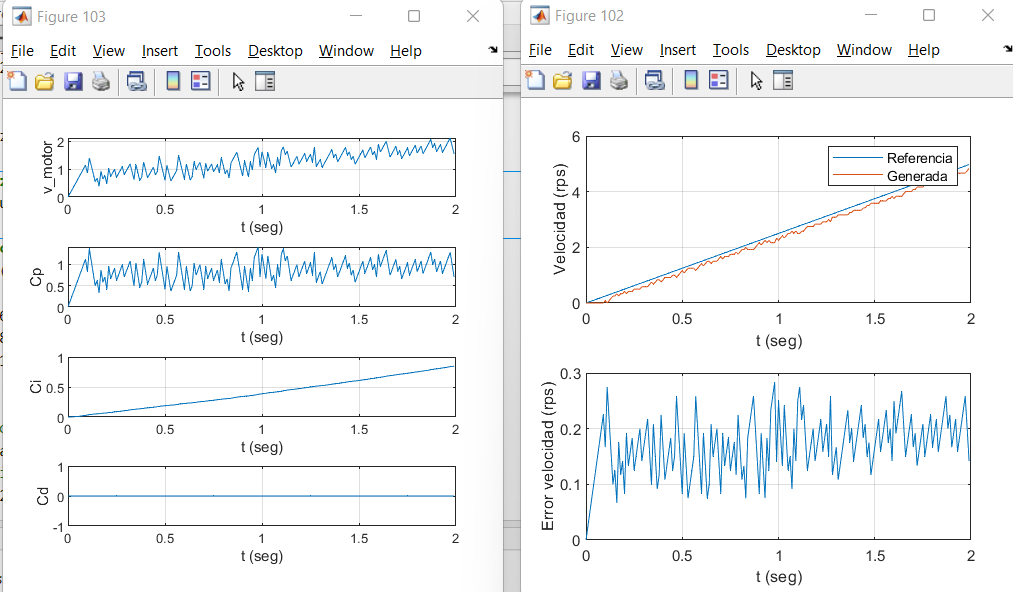 Figure 103
File Edit View Insert Tools Desktop Window Help
2
1
0
v_motor
0 0.5 1 1.5 2
t (seg)
1
0.5
0
Cp
0 0.5 1 1.5 2
t (seg)
1
0.5
0
Ci
0 0.5 1 1.5 2
t (seg)
1
0
-1
Cd
0 0.5 1 1.5 2
t (seg)
Figure 102
File Edit View Insert Tools Desktop Window Help
6
4
2
0
Velocidad (rps)
Referencia
Generada
0 0.5 1 1.5 2
t (seg)
0.3
0.2
0.1
0
Error velocidad (rps)
0 0.5 1 1.5 2
t (seg)